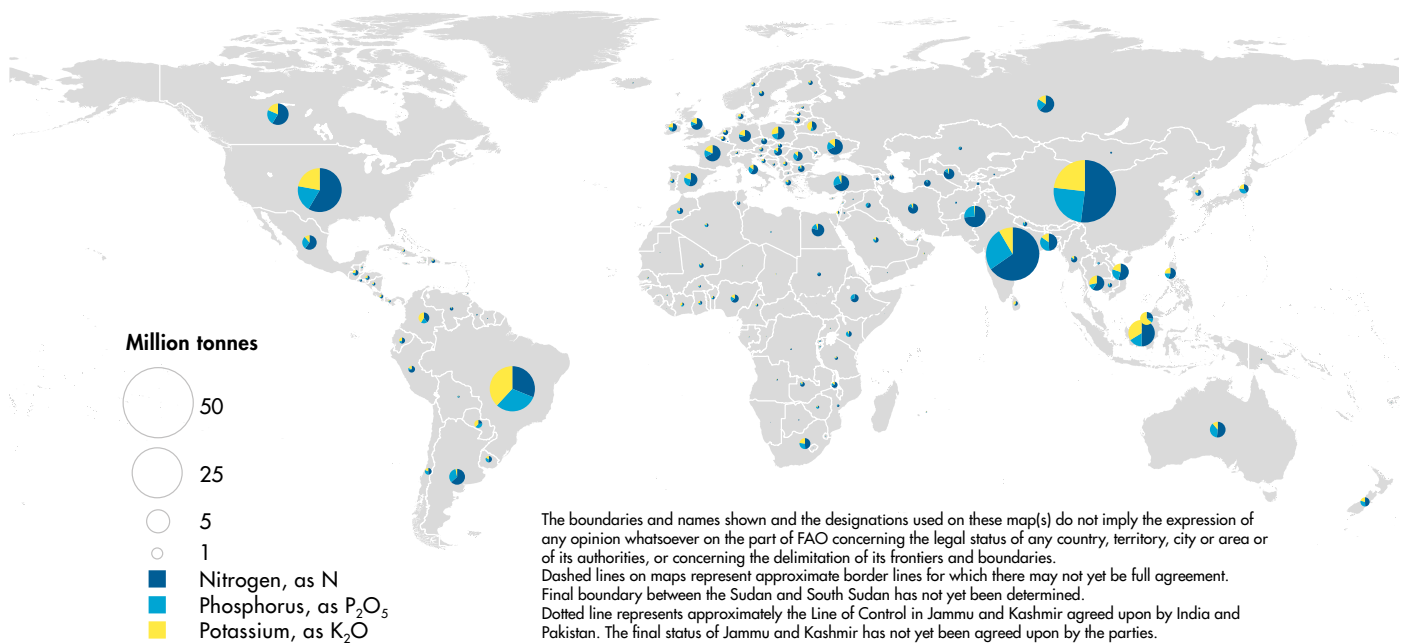 Million tonnes
50
25
5
1
Nitrogen, as N
Phosphorus, as P₂O₅
Potassium, as K₂O
The boundaries and names shown and the designations used on these map(s) do not imply the expression of
any opinion whatsoever on the part of FAO concerning the legal status of any country, territory, city or area or
of its authorities, or concerning the delimitation of its frontiers and boundaries.
Dashed lines on maps represent approximate border lines for which there may not yet be full agreement.
Final boundary between the Sudan and South Sudan has not yet been determined.
Dotted line represents approximately the Line of Control in Jammu and Kashmir agreed upon by India and
Pakistan. The final status of Jammu and Kashmir has not yet been agreed upon by the parties.